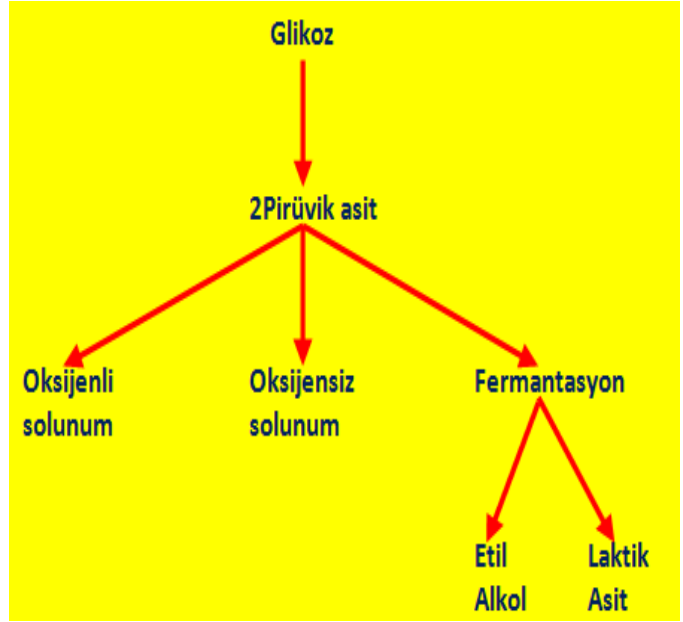 Glikoz
2Pirüvik asit
Oksijenli
solunum
Oksijensiz
solunum
Fermantasyon
Etil
Alkol
Laktik
Asit